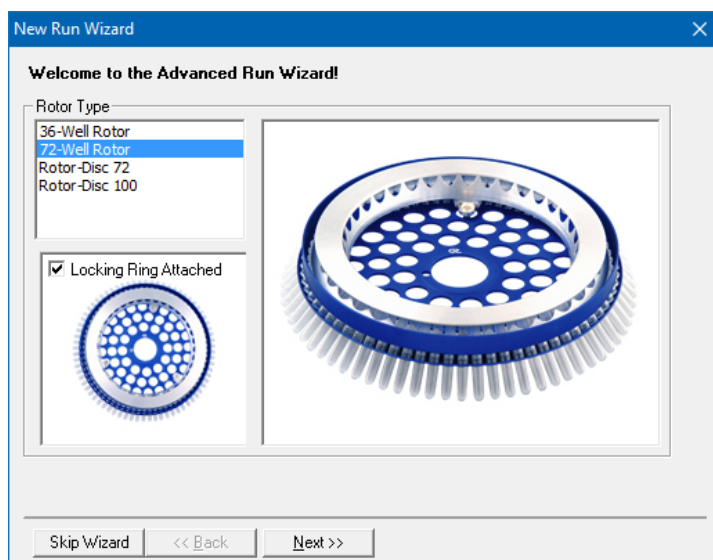 New Run Wizard
Welcome to the Advanced Run Wizard!
Rotor Type
36-Well Rotor
72-Well Rotor
Rotor-Disc 72
Rotor-Disc 100
Locking Ring Attached
Skip Wizard
<< Back
Next >>